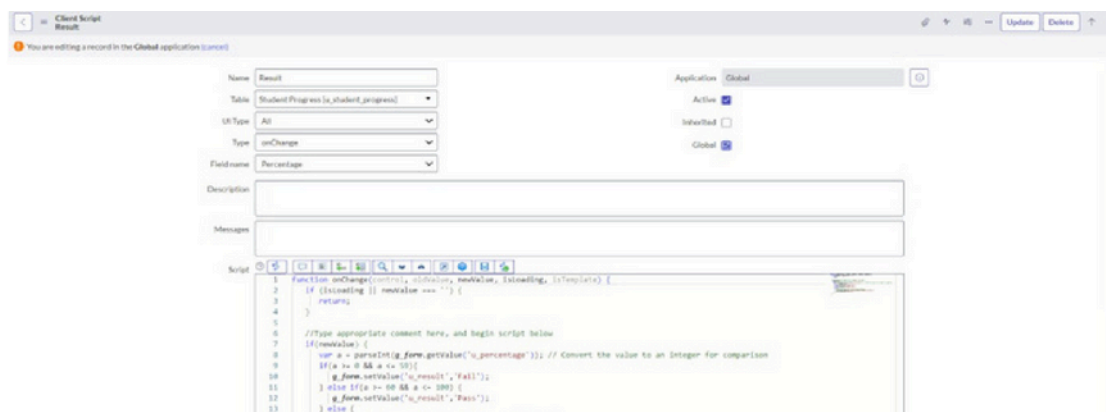 Client Script
Result
Update
Delete
You are editing a record in the Global application (cancel)
Name
Result
Application
Global
Table
Student Progress [u_student_progress]
Active
UI Type
All
Inherited
Type
onChange
Global
Field name
Percentage
Description
Messages
Script
1 function onChange(control, oldValue, newValue, isLoading, isTemplate) {
2 if (isLoading || newValue === '') {
3 return;
4 }
5
6 //Type appropriate comment here, and begin script below
7 if(newValue) {
8 var a = parseInt(g_form.getValue('u_percentage')); // Convert the value to an integer for comparison
9 if(a >= 0 && a <= ){
10 g_form.setValue('u_result','Fail');
11 } else if(a >= 60 && a <= 100) {
12 g_form.setValue('u_result','Pass');
13 } else {